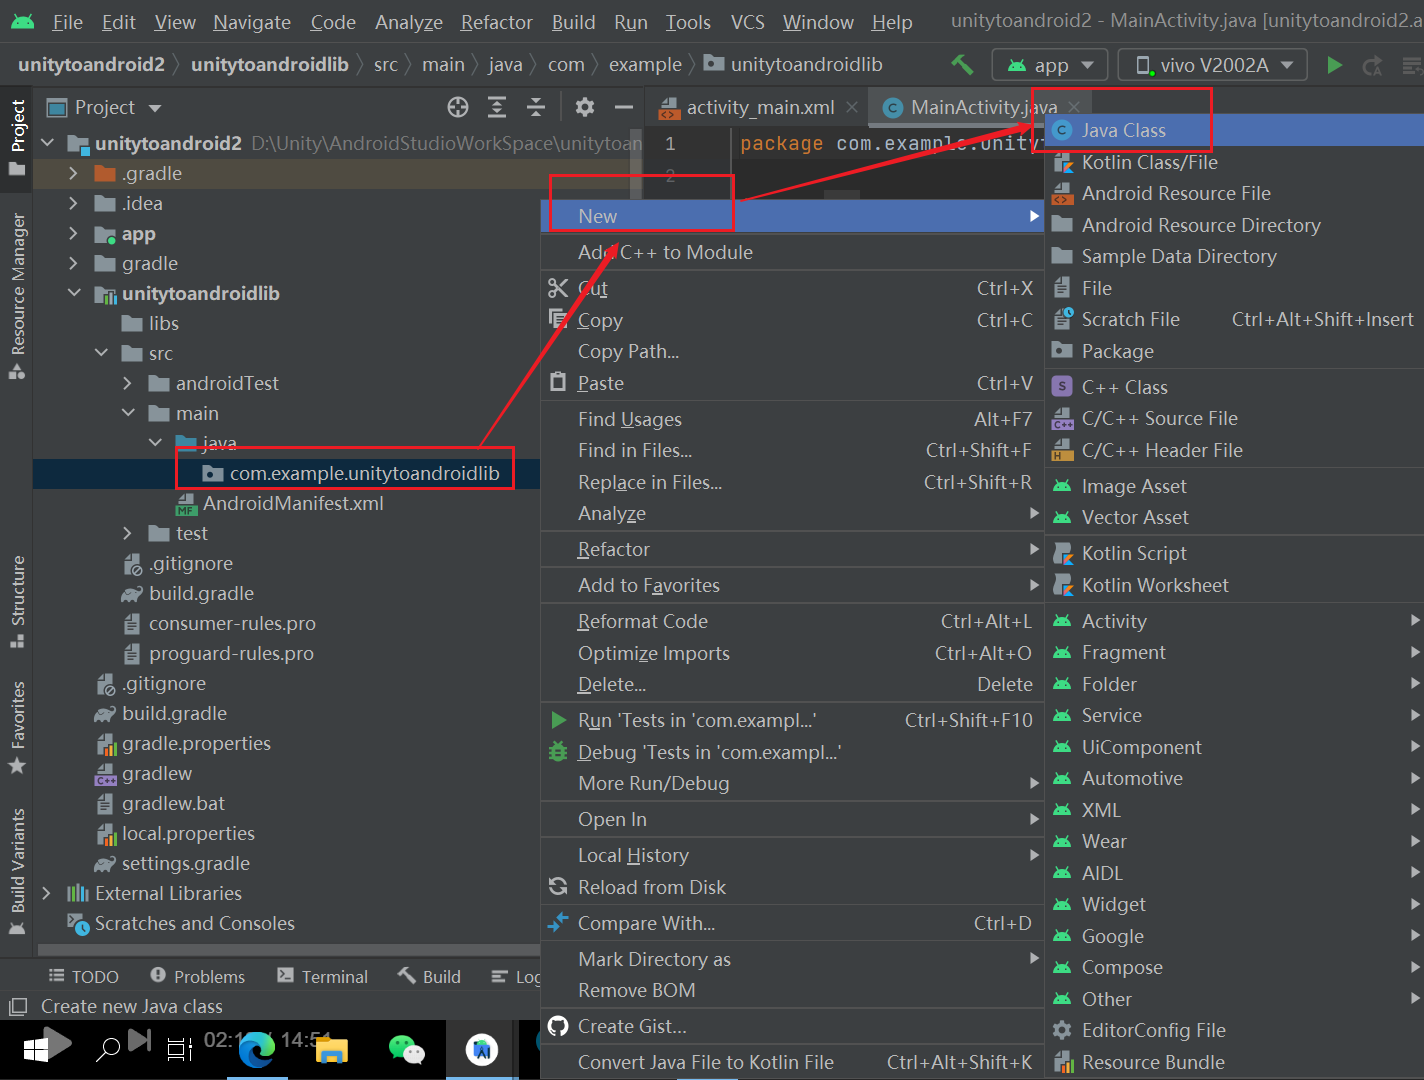 File Edit View Navigate Code Analyze Refactor Build Run Tools VCS Window Help unitytoandroid2 - MainActivity.java [unitytoandroid2.a
unitytoandroid2 unitytoandroidlib src main java com example unitytoandroidlib app vivo V2002A
Project
activity_main.xml
MainActivity.java
Project
Resource Manager
Structure
Favorites
Build Variants
unitytoandroid2 D:\Unity\AndroidStudioWorkSpace\unitytoan
.gradle
.idea
app
gradle
unitytoandroidlib
libs
src
androidTest
main
java
com.example.unitytoandroidlib
AndroidManifest.xml
test
.gitignore
build.gradle
consumer-rules.pro
proguard-rules.pro
.gitignore
build.gradle
gradle.properties
gradlew
gradlew.bat
local.properties
settings.gradle
External Libraries
Scratches and Consoles
1 package com.example.unity
2
New
Add C++ to Module
Cut Ctrl+X
Copy Ctrl+C
Copy Path...
Paste Ctrl+V
Find Usages Alt+F7
Find in Files... Ctrl+Shift+F
Replace in Files... Ctrl+Shift+R
Analyze
Refactor
Add to Favorites
Reformat Code Ctrl+Alt+L
Optimize Imports Ctrl+Alt+O
Delete... Delete
Run 'Tests in 'com.exampl...' Ctrl+Shift+F10
Debug 'Tests in 'com.exampl...'
More Run/Debug
Open In
Local History
Reload from Disk
Compare With... Ctrl+D
Mark Directory as
Remove BOM
Create Gist...
Convert Java File to Kotlin File Ctrl+Alt+Shift+K
Java Class
Kotlin Class/File
Android Resource File
Android Resource Directory
Sample Data Directory
File
Scratch File Ctrl+Alt+Shift+Insert
Package
C++ Class
C/C++ Source File
C/C++ Header File
Image Asset
Vector Asset
Kotlin Script
Kotlin Worksheet
Activity
Fragment
Folder
Service
UiComponent
Automotive
XML
Wear
AIDL
Widget
Google
Compose
Other
EditorConfig File
Resource Bundle
TODO Problems Terminal Build Log
Create new Java class
14:51